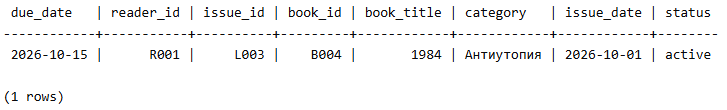 due_date | reader_id | issue_id | book_id | book_title | category | issue_date | status
------------+-----------+----------+---------+------------+------------+------------+--------
2026-10-15 | R001 | L003 | B004 | 1984 | Антиутопия | 2026-10-01 | active
(1 rows)